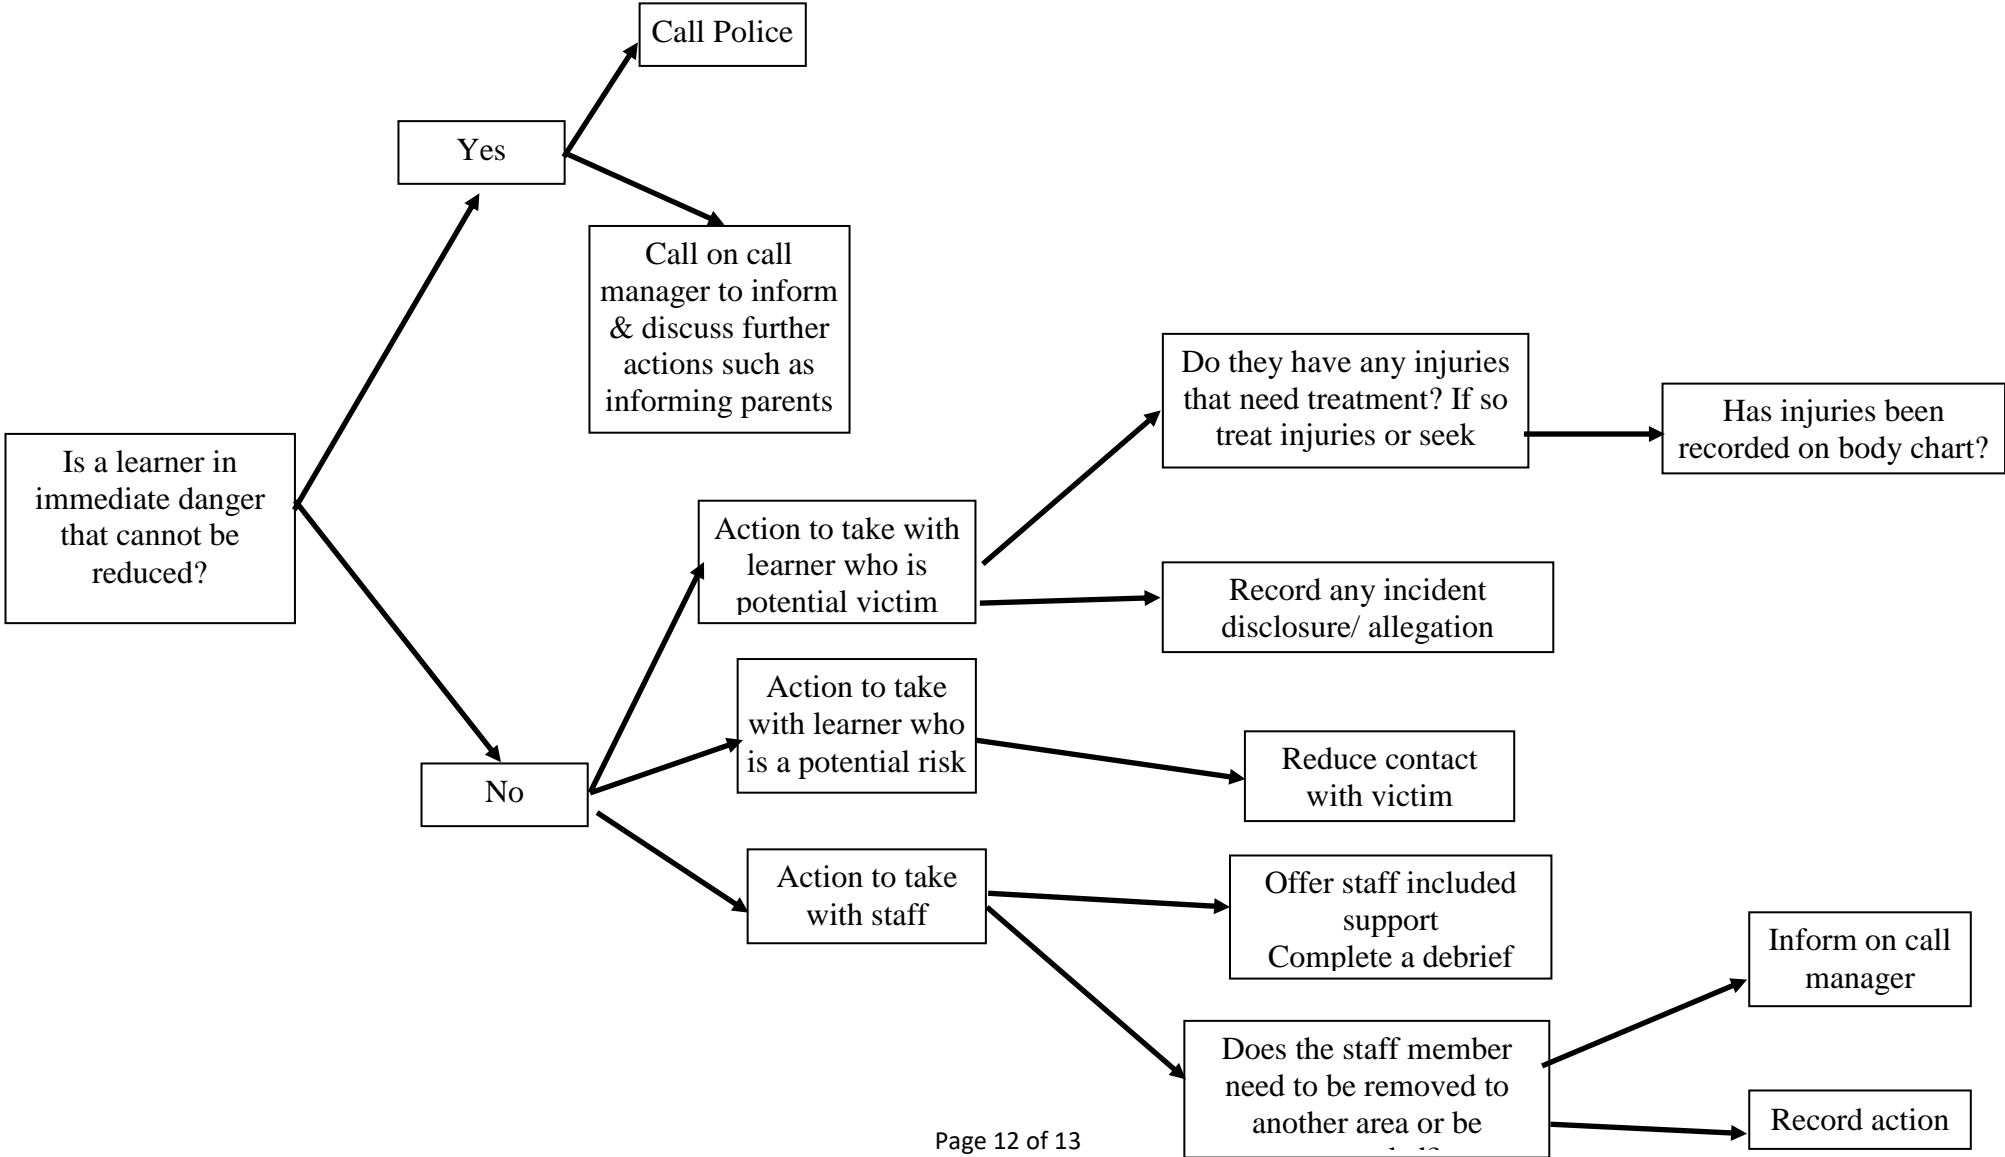 Call Police
Yes
Call on call
manager to inform
& discuss further
actions such as
informing parents
Is a learner in
immediate danger
that cannot be
reduced?
No
Action to take with
learner who is
potential victim
Do they have any injuries
that need treatment? If so
treat injuries or seek
Has injuries been
recorded on body chart?
Record any incident
disclosure/ allegation
Action to take
with learner who
is a potential risk
Reduce contact
with victim
Action to take
with staff
Offer staff included
support
Complete a debrief
Does the staff member
need to be removed to
another area or be
Inform on call
manager
Record action
Page 12 of 13